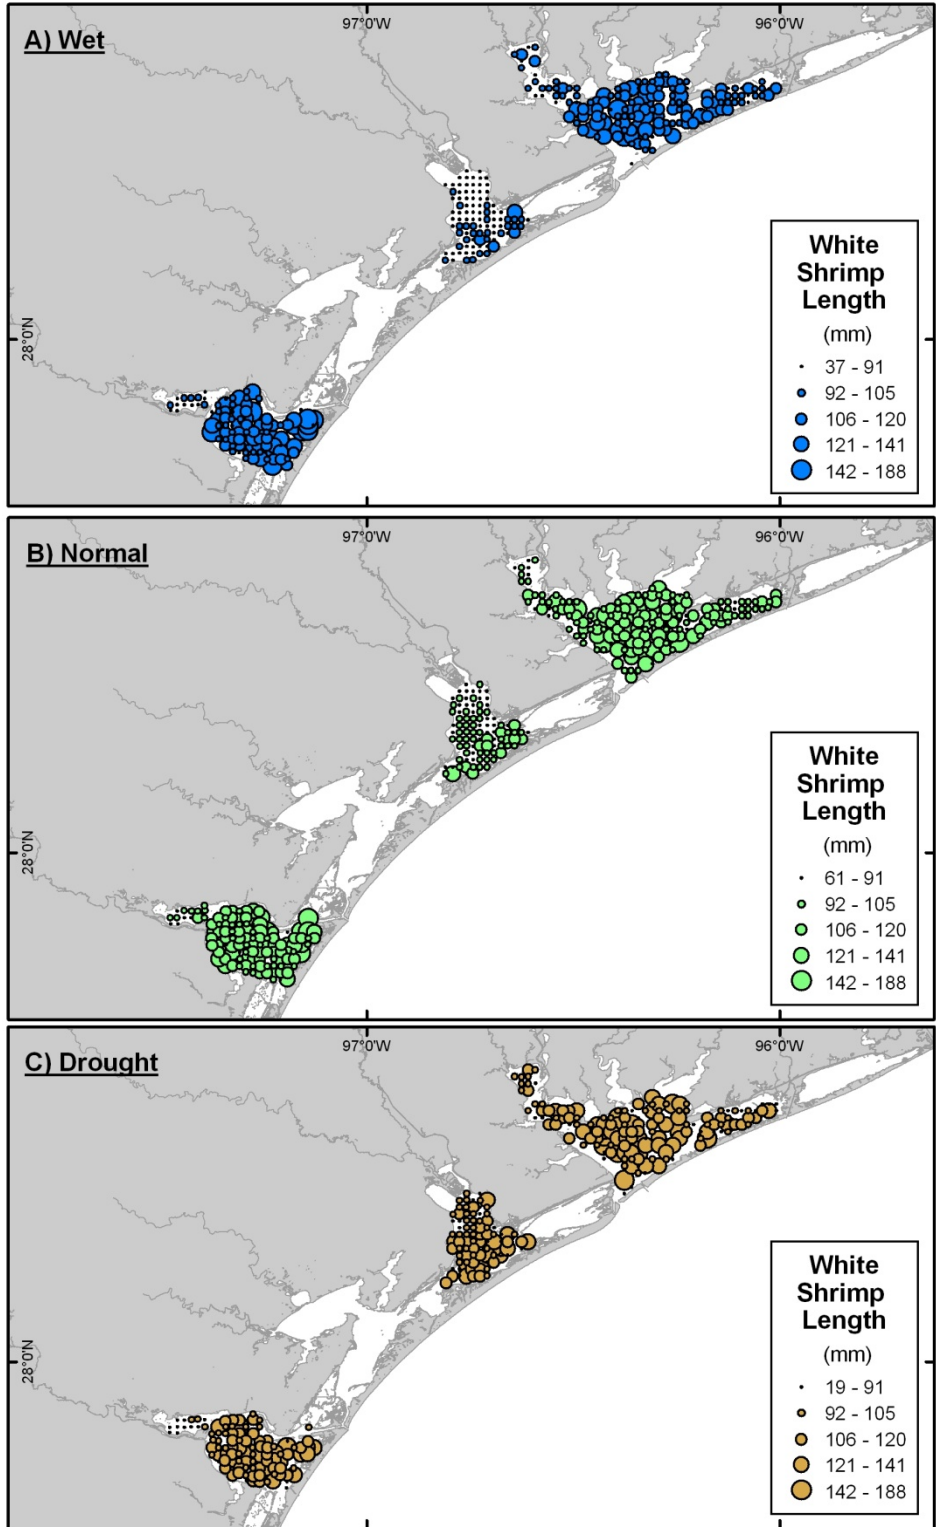 A) Wet
97°0'W
96°0'W
28°0'N
White
Shrimp
Length
(mm)
37 - 91
92 - 105
106 - 120
121 - 141
142 - 188
B) Normal
97°0'W
96°0'W
28°0'N
White
Shrimp
Length
(mm)
61 - 91
92 - 105
106 - 120
121 - 141
142 - 188
C) Drought
97°0'W
96°0'W
28°0'N
White
Shrimp
Length
(mm)
19 - 91
92 - 105
106 - 120
121 - 141
142 - 188